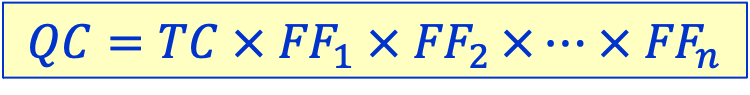 QC = TC × FF₁ × FF₂ × ⋯ × FFₙ